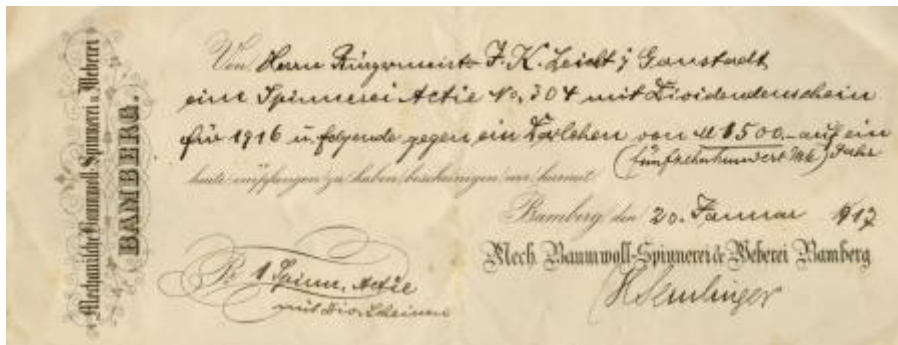 Mechanische Baumwoll-Spinnerei u. Weberei
BAMBERG.
Von Herrn Bürgermeister F. K. Leicht j Gaustadt
eine Spinnerei Actie No. 304 mit Dividendenschein
für 1916 u. folgende gegen ein Darlehen von M 1500.- auf ein
(fünfzehnhundert Mk) Jahr
heute empfangen zu haben, bescheinigen wir hiermit
Bamberg den 20. Januar 1917
Mech. Baumwoll-Spinnerei & Weberei Bamberg
1 Spinn. Actie
mit Div. Scheinen
Semlinger